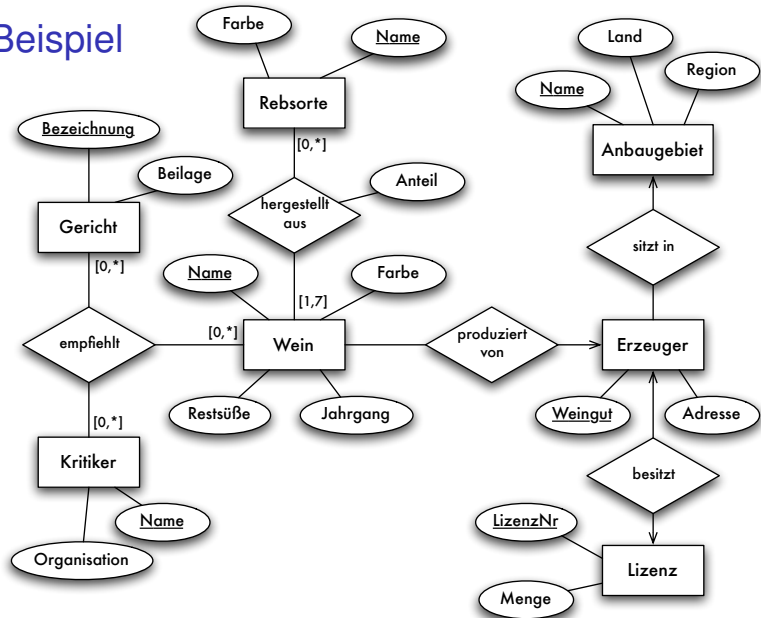 Beispiel
Farbe
Name
Rebsorte
[0,*]
hergestellt
aus
Anteil
[1,7]
Bezeichnung
Beilage
Gericht
[0,*]
empfiehlt
[0,*]
[0,*]
Kritiker
Name
Organisation
Name
Farbe
Wein
Restsüße
Jahrgang
produziert
von
Land
Name
Region
Anbaugebiet
sitzt in
Erzeuger
Weingut
Adresse
besitzt
LizenzNr
Lizenz
Menge